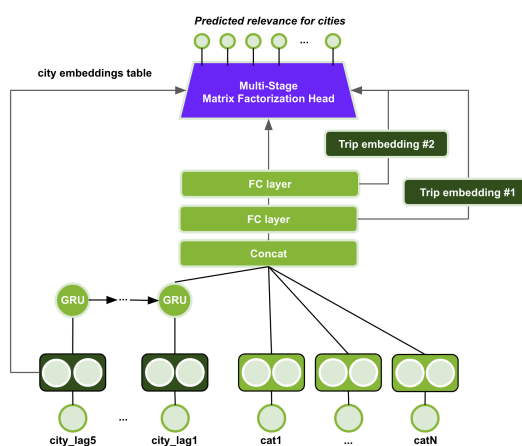 Predicted relevance for cities
...
city embeddings table
Multi-Stage
Matrix Factorization Head
Trip embedding #2
FC layer
Trip embedding #1
FC layer
Concat
GRU
...
GRU
city_lag5
...
city_lag1
cat1
...
catN